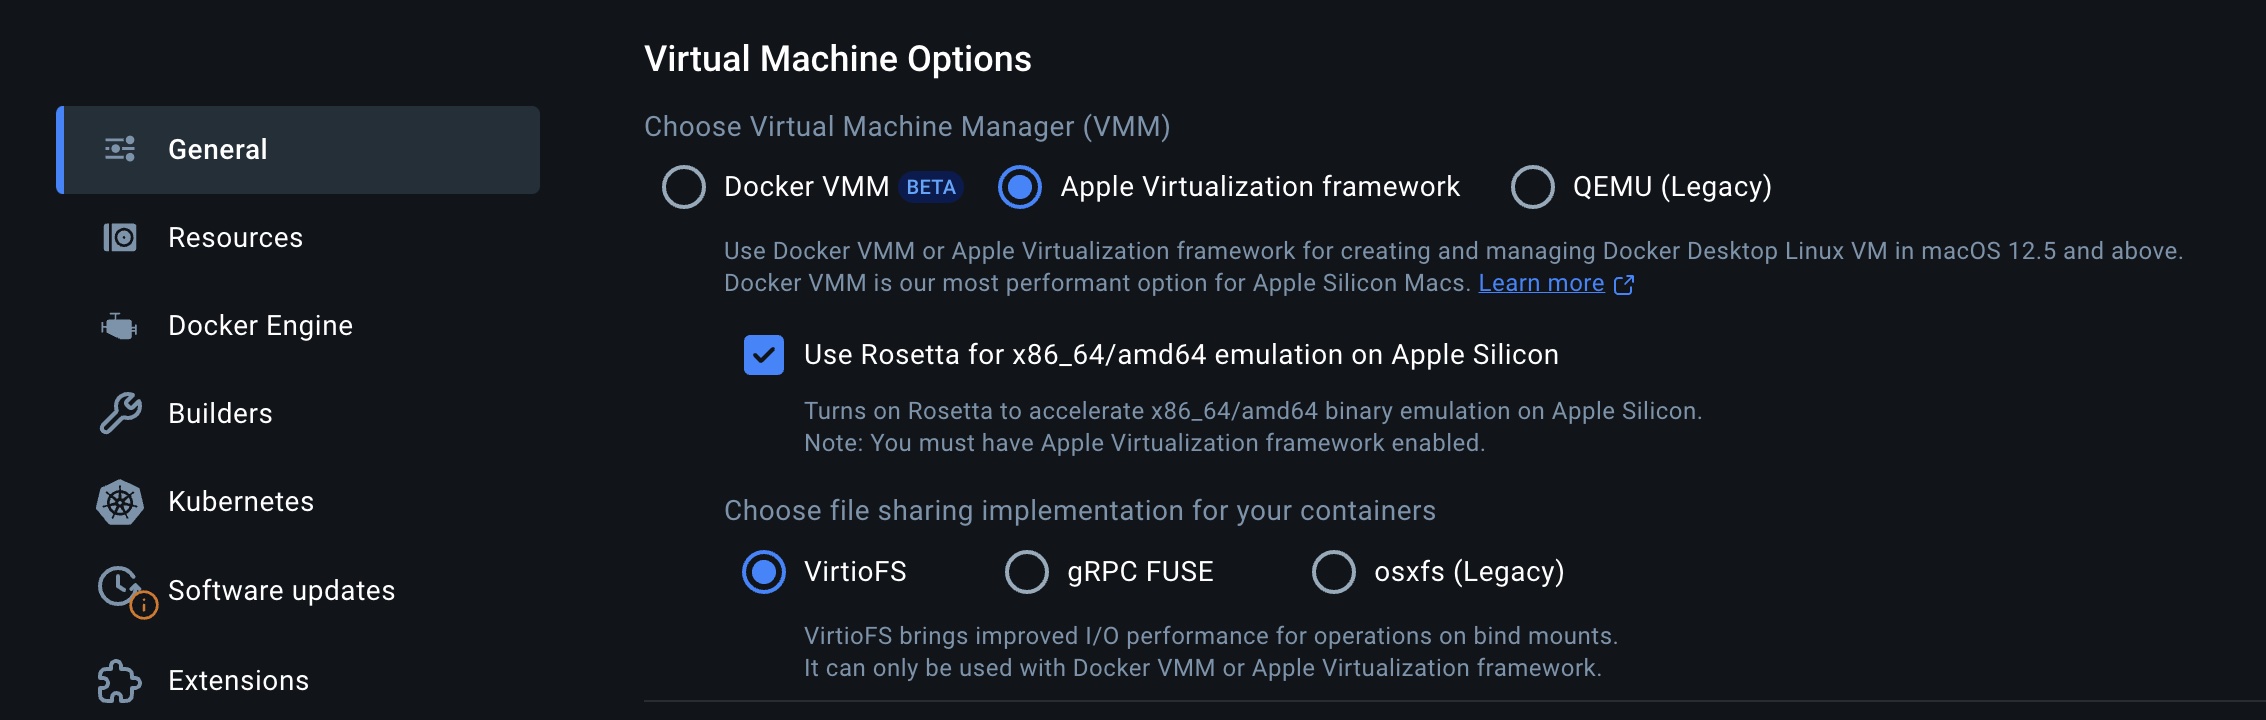 General
Resources
Docker Engine
Builders
Kubernetes
Software updates
Extensions
Virtual Machine Options
Choose Virtual Machine Manager (VMM)
Docker VMM BETA Apple Virtualization framework QEMU (Legacy)
Use Docker VMM or Apple Virtualization framework for creating and managing Docker Desktop Linux VM in macOS 12.5 and above.
Docker VMM is our most performant option for Apple Silicon Macs. Learn more
Use Rosetta for x86_64/amd64 emulation on Apple Silicon
Turns on Rosetta to accelerate x86_64/amd64 binary emulation on Apple Silicon.
Note: You must have Apple Virtualization framework enabled.
Choose file sharing implementation for your containers
VirtioFS gRPC FUSE osxfs (Legacy)
VirtioFS brings improved I/O performance for operations on bind mounts.
It can only be used with Docker VMM or Apple Virtualization framework.